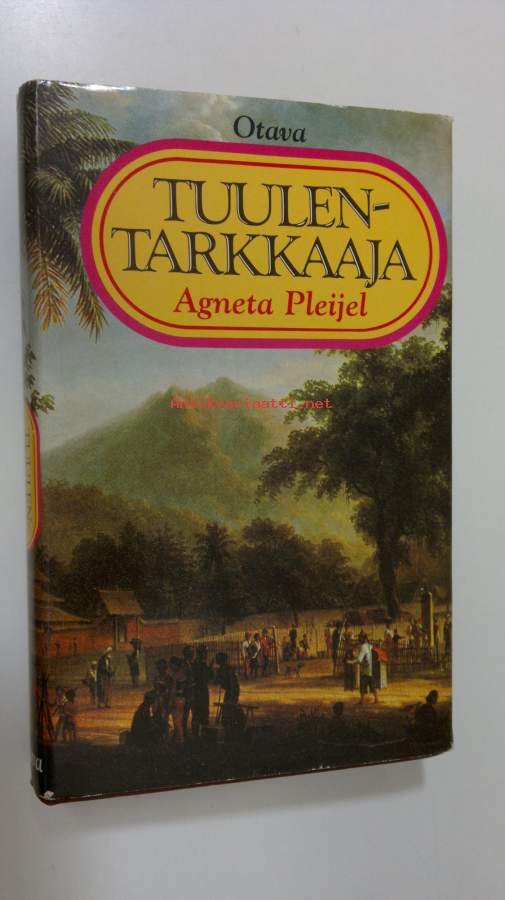 Otava
TUULEN-
TARKKAAJA
Agneta Pleijel
Antikvariaatti.net